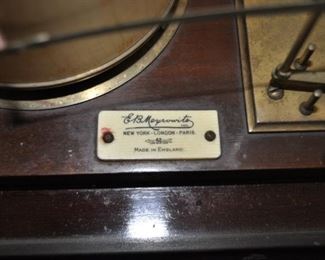 E.B. Meyrowitz
NEW YORK - LONDON - PARIS.
MADE IN ENGLAND.